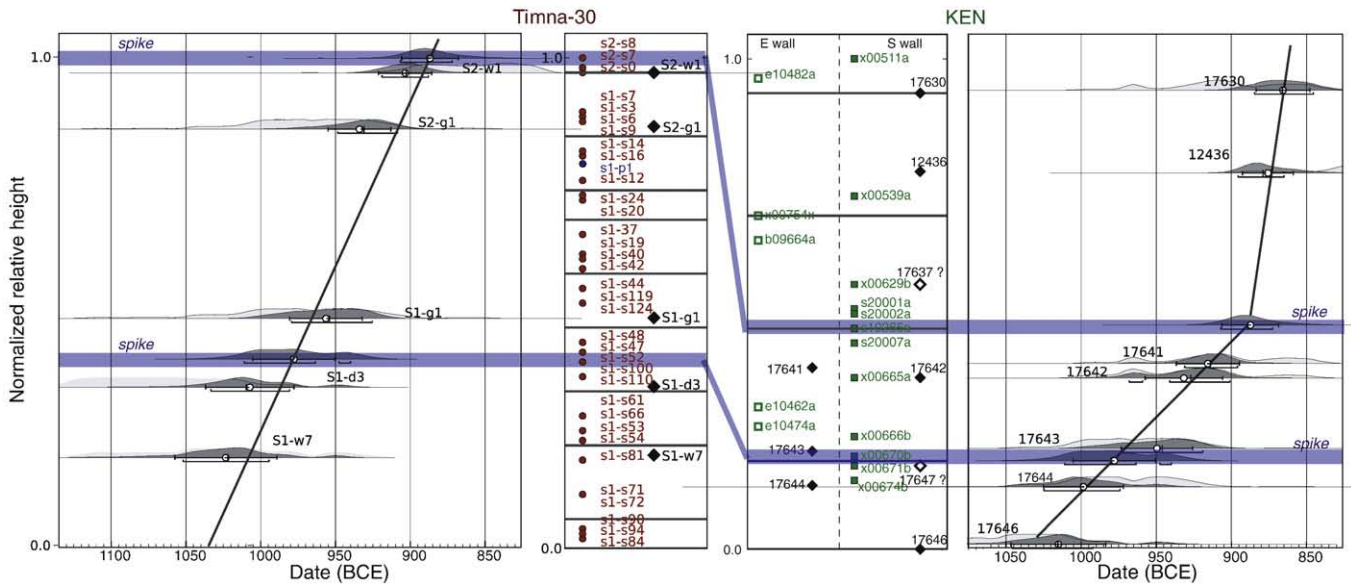 Timna-30
KEN
Normalized relative height
1.0
0.0
spike
S2-w1
S2-g1
S1-g1
spike
S1-d3
S1-w7
1100
1050
1000
950
900
850
Date (BCE)
1.0
0.0
s2-s8
s2-s7
s2-s0
s1-s7
s1-s3
s1-s6
s1-s9
s1-s14
s1-s16
s1-p1
s1-s12
s1-s24
s1-s20
s1-37
s1-s19
s1-s40
s1-s42
s1-s44
s1-s119
s1-s124
s1-s48
s1-s47
s1-s52
s1-s100
s1-s110
s1-s61
s1-s66
s1-s53
s1-s54
s1-s81
s1-s71
s1-s72
s1-s90
s1-s94
s1-s84
S2-w1
S2-g1
S1-g1
S1-d3
S1-w7
E wall
S wall
1.0
0.0
x00511a
e10482a
17630
12436
x00539a
x00754x
b09664a
17637 ?
x00629b
s20001a
s20002a
s20007a
17641
x00665a
17642
e10462a
e10474a
x00666b
17643
x00670b
x00671b
17644
x00674b
17647 ?
17646
17630
12436
spike
17641
17642
17643
spike
17644
17646
1050
1000
950
900
850
Date (BCE)